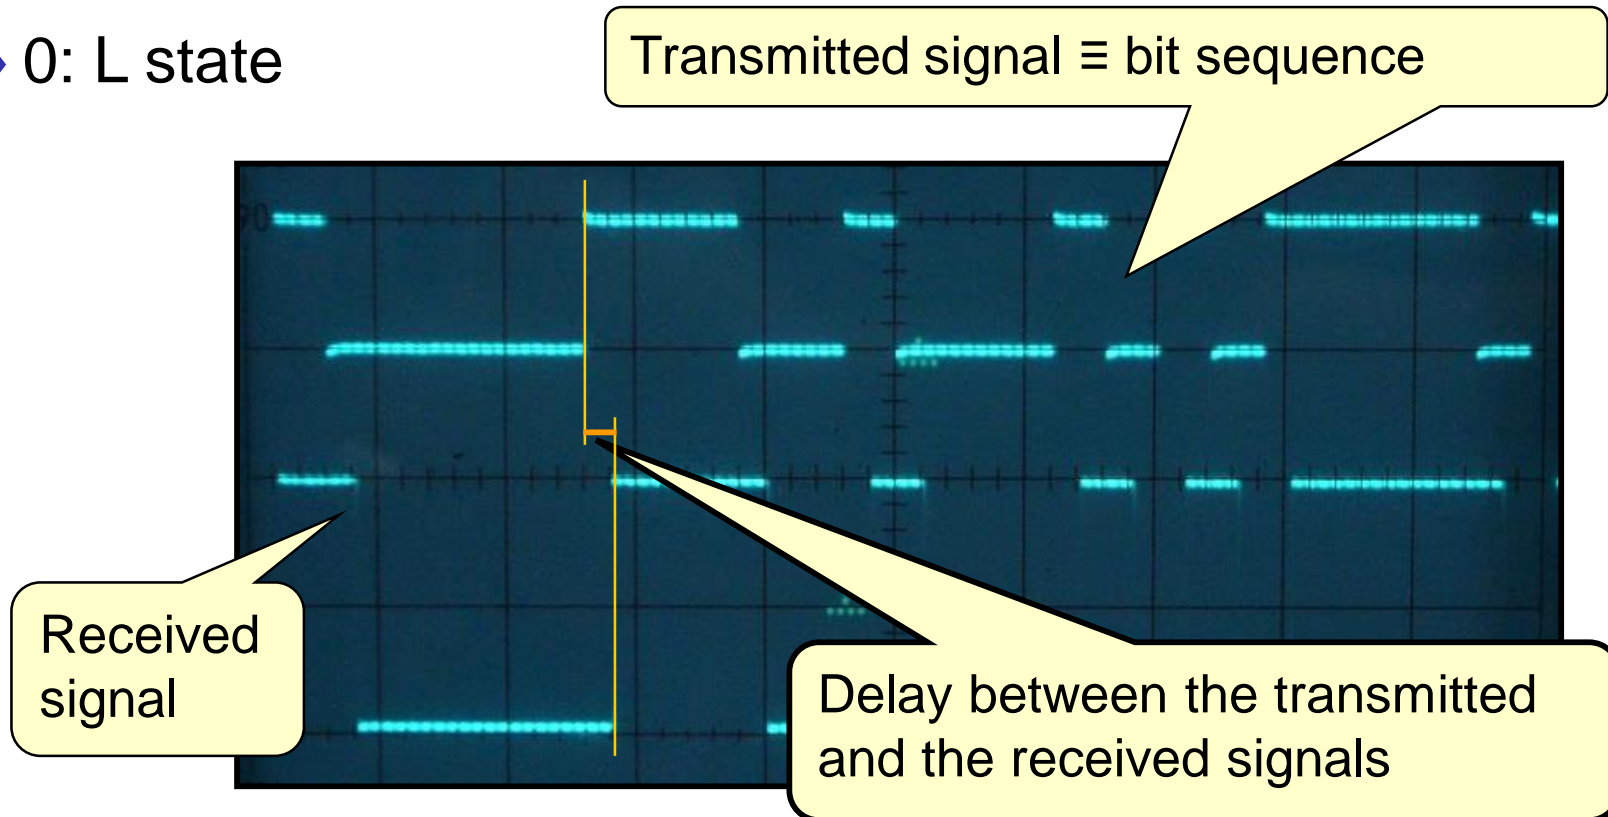 0: L state
Transmitted signal ≡ bit sequence
Received
signal
Delay between the transmitted
and the received signals